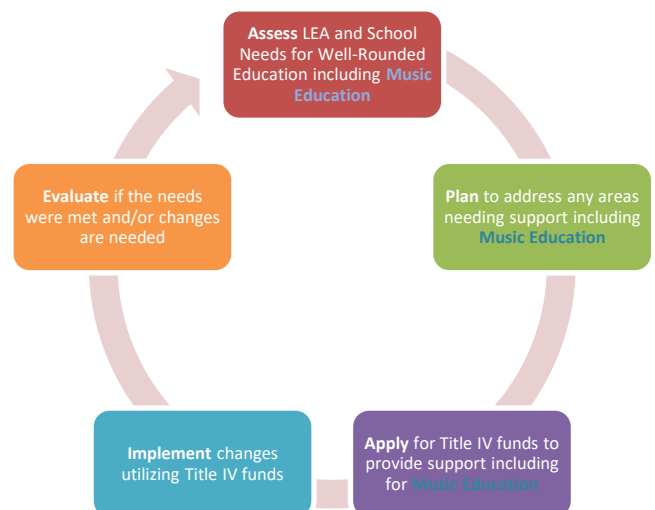 Assess LEA and School
Needs for Well-Rounded
Education including Music
Education
Plan to address any areas
needing support including
Music Education
Apply for Title IV funds to
provide support including
for Music Education
Implement changes
utilizing Title IV funds
Evaluate if the needs
were met and/or changes
are needed